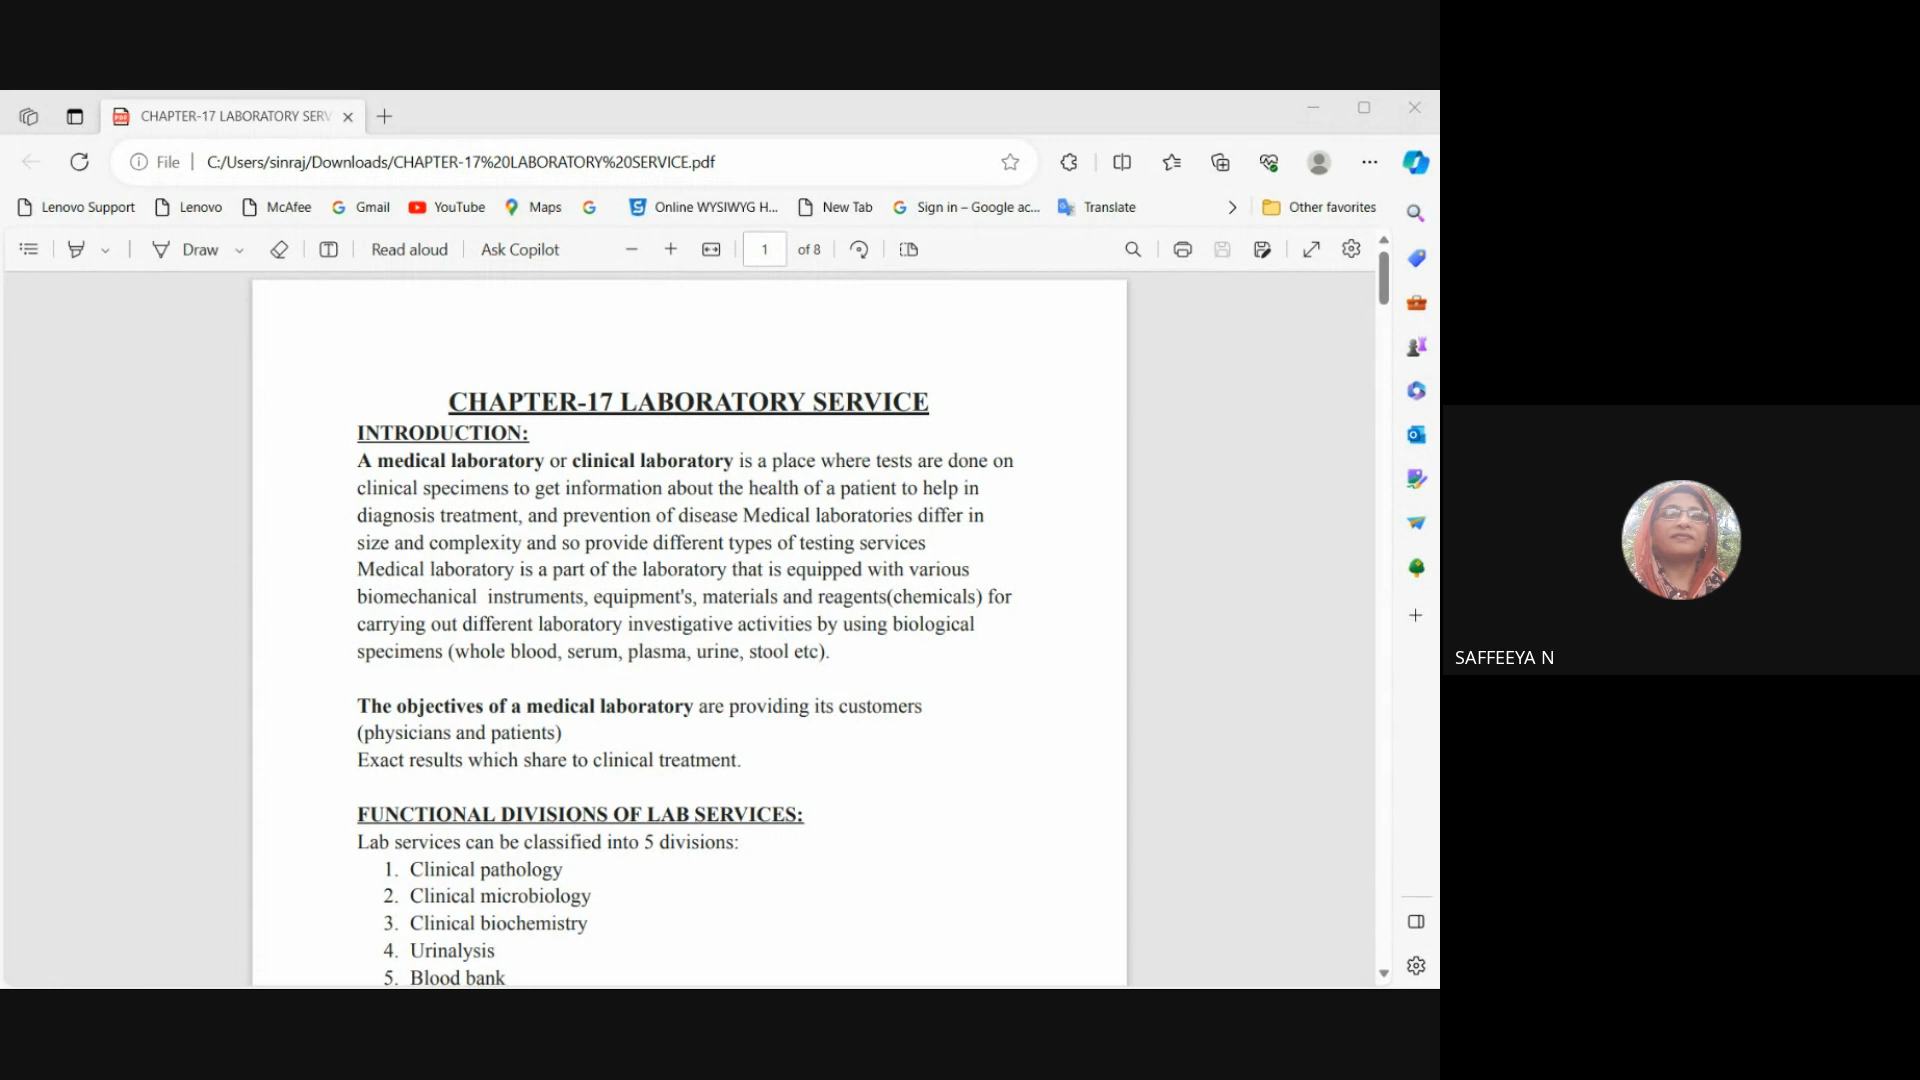 CHAPTER-17 LABORATORY SERV
File
C:/Users/sinraj/Downloads/CHAPTER-17%20LABORATORY%20SERVICE.pdf
Lenovo Support Lenovo McAfee Gmail YouTube Maps Online WYSIWYG H... New Tab Sign in – Google ac... Translate Other favorites
Draw Read aloud Ask Copilot 1 of 8
CHAPTER-17 LABORATORY SERVICE
INTRODUCTION:
A medical laboratory or clinical laboratory is a place where tests are done on
clinical specimens to get information about the health of a patient to help in
diagnosis treatment, and prevention of disease Medical laboratories differ in
size and complexity and so provide different types of testing services
Medical laboratory is a part of the laboratory that is equipped with various
biomechanical instruments, equipment's, materials and reagents(chemicals) for
carrying out different laboratory investigative activities by using biological
specimens (whole blood, serum, plasma, urine, stool etc).
The objectives of a medical laboratory are providing its customers
(physicians and patients)
Exact results which share to clinical treatment.
FUNCTIONAL DIVISIONS OF LAB SERVICES:
Lab services can be classified into 5 divisions:
1. Clinical pathology
2. Clinical microbiology
3. Clinical biochemistry
4. Urinalysis
5. Blood bank
SAFFEEYA N